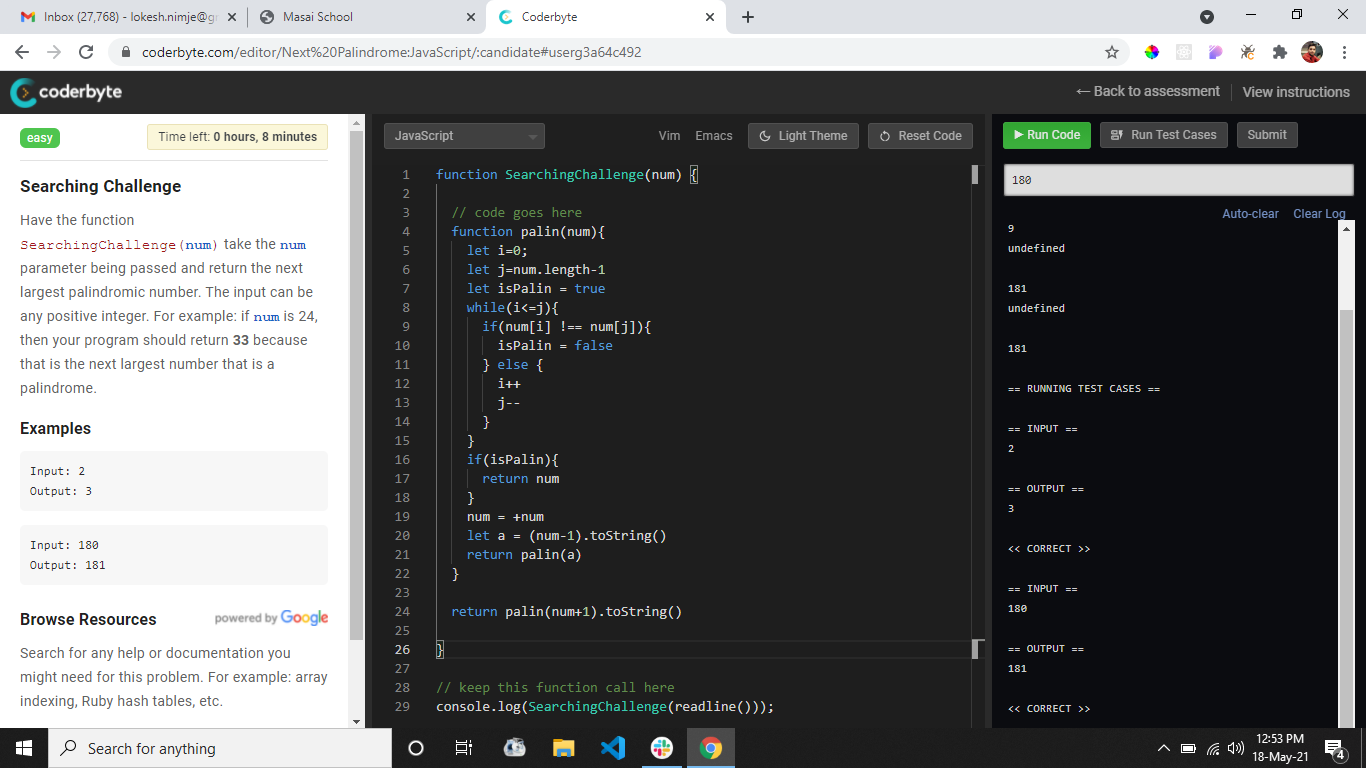 Inbox (27,768) - lokesh.nimje@gr
Masai School
Coderbyte
coderbyte.com/editor/Next%20Palindrome:JavaScript/:candidate#userg3a64c492
coderbyte
←Back to assessment
View instructions
easy
Time left: 0 hours, 8 minutes
Searching Challenge
Have the function
SearchingChallenge(num) take the num
parameter being passed and return the next
largest palindromic number. The input can be
any positive integer. For example: if num is 24,
then your program should return 33 because
that is the next largest number that is a
palindrome.
Examples
Input: 2
Output: 3
Input: 180
Output: 181
Browse Resources
powered by Google
Search for any help or documentation you
might need for this problem. For example: array
indexing, Ruby hash tables, etc.
JavaScript
Vim
Emacs
Light Theme
Reset Code
1 function SearchingChallenge(num) {
2
3 // code goes here
4 function palin(num){
5 let i=0;
6 let j=num.length-1
7 let isPalin = true
8 while(i<=j){
9 if(num[i] !== num[j]){
10 isPalin = false
11 } else {
12 i++
13 j--
14 }
15 }
16 if(isPalin){
17 return num
18 }
19 num = +num
20 let a = (num-1).toString()
21 return palin(a)
22 }
23
24 return palin(num+1).toString()
25
26 }
27
28 // keep this function call here
29 console.log(SearchingChallenge(readline()));
Run Code
Run Test Cases
Submit
180
Auto-clear
Clear Log
9
undefined
181
undefined
181
== RUNNING TEST CASES ==
== INPUT ==
2
== OUTPUT ==
3
<< CORRECT >>
== INPUT ==
180
== OUTPUT ==
181
<< CORRECT >>
Search for anything
12:53 PM
18-May-21
4